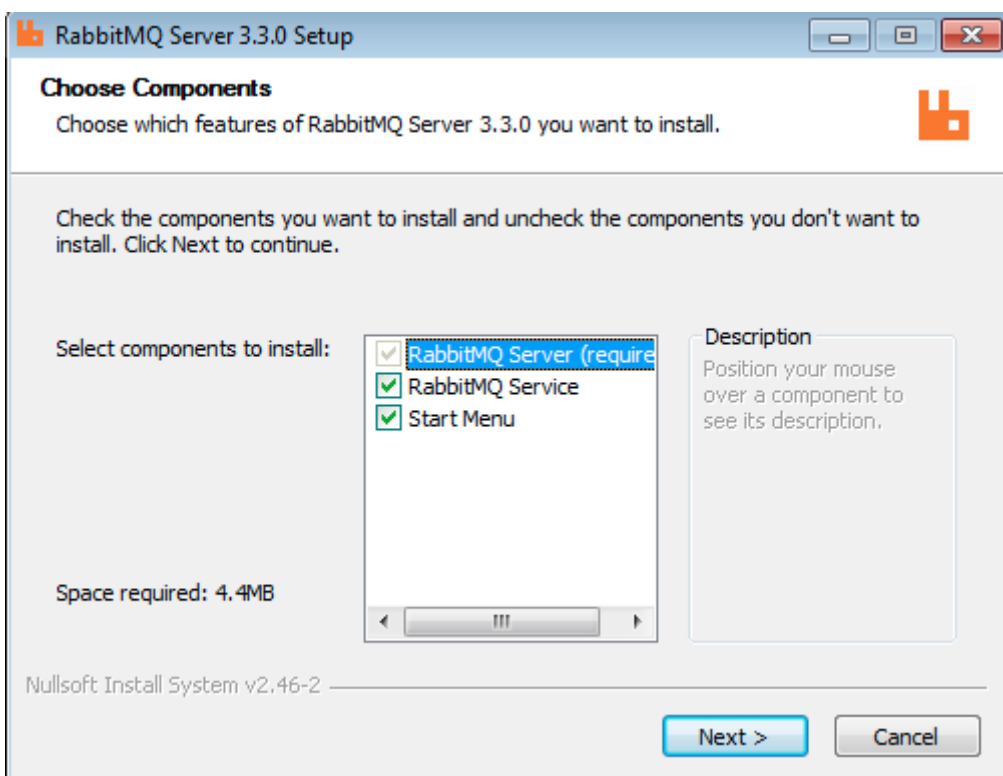 RabbitMQ Server 3.3.0 Setup
Choose Components
Choose which features of RabbitMQ Server 3.3.0 you want to install.
Check the components you want to install and uncheck the components you don't want to
install. Click Next to continue.
Select components to install:
RabbitMQ Server (require
RabbitMQ Service
Start Menu
Description
Position your mouse
over a component to
see its description.
Space required: 4.4MB
Nullsoft Install System v2.46-2
Next >
Cancel